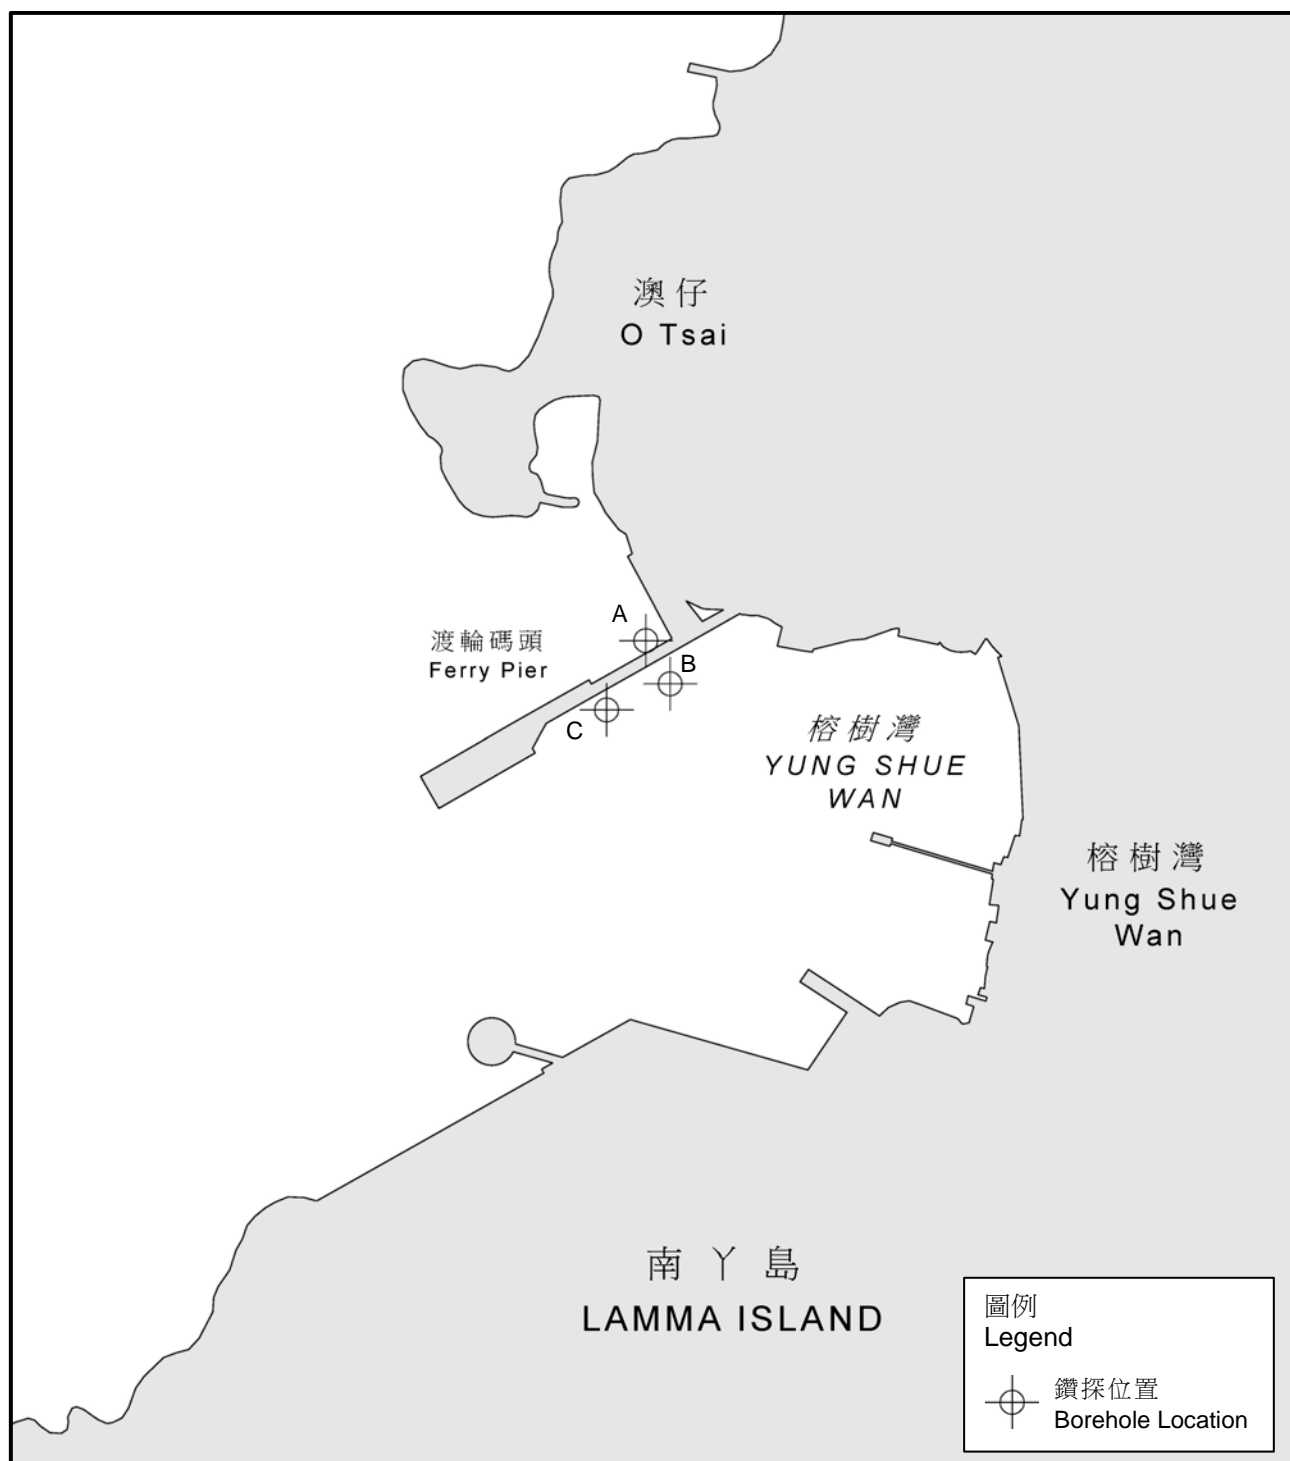 澳仔
O Tsai
A
渡輪碼頭
Ferry Pier
B
C
榕樹灣
YUNG SHUE
WAN
榕樹灣
Yung Shue
Wan
南丫島
LAMMA ISLAND
圖例
Legend
鑽探位置
Borehole Location